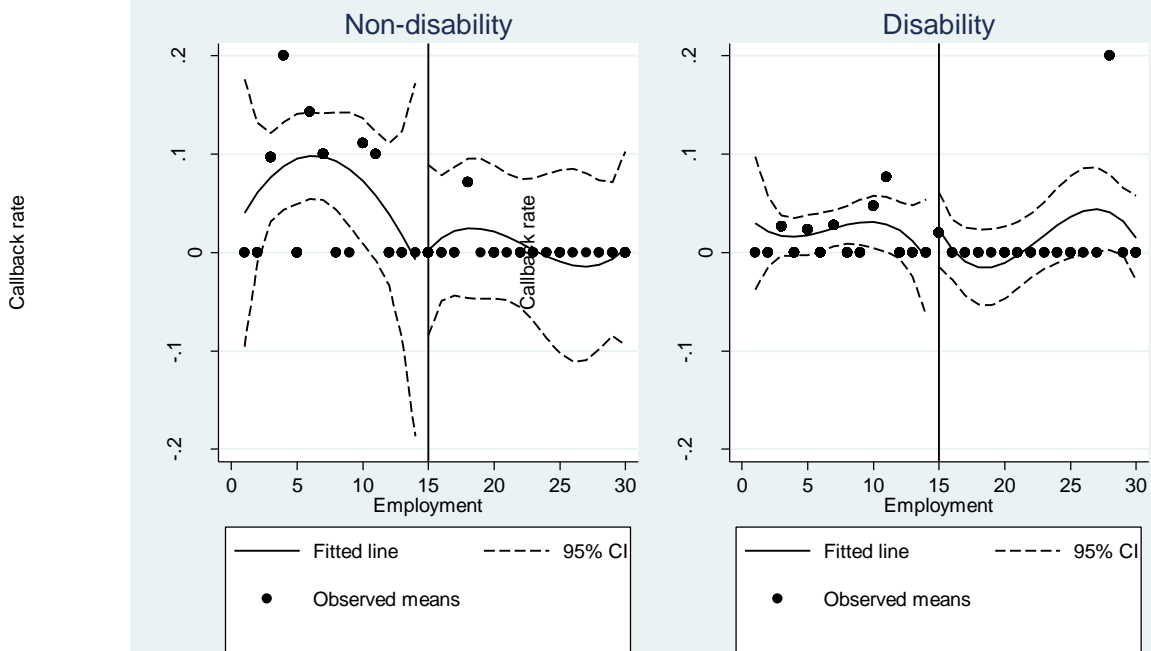 Non-disability
Callback rate
.2
.1
0
-.1
-.2
0 5 10 15 20 25 30
Employment
Fitted line 95% CI
Observed means
Disability
Callback rate
.2
.1
0
-.1
-.2
0 5 10 15 20 25 30
Employment
Fitted line 95% CI
Observed means